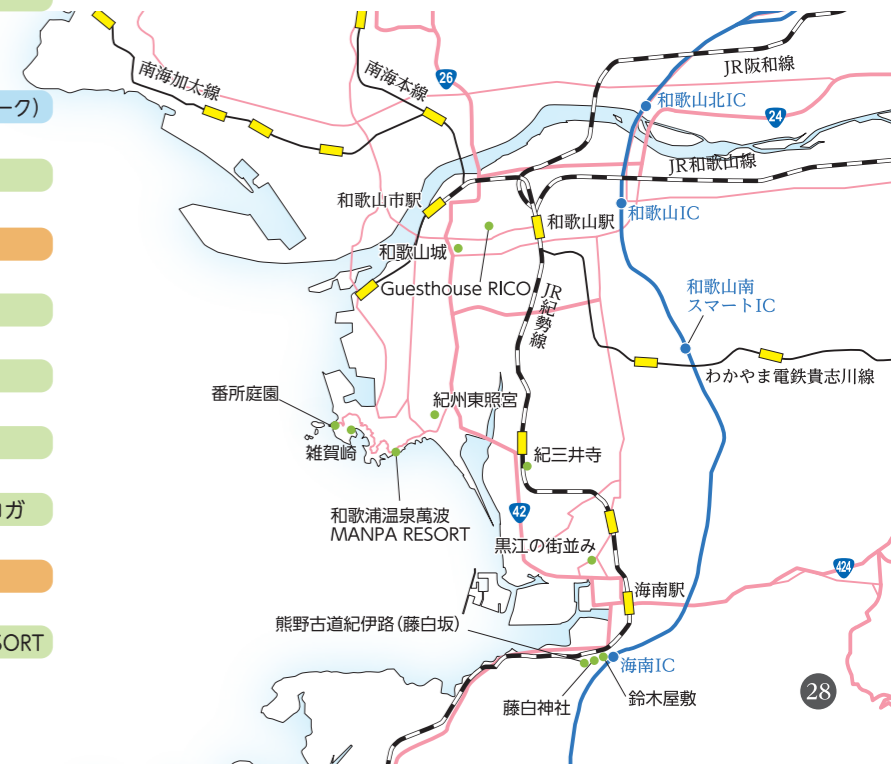 ーク)
ロガ
SORT
南海加太線
南海本線
26
JR阪和線
和歌山北IC
24
JR和歌山線
和歌山市駅
和歌山駅
和歌山IC
和歌山城
Guesthouse RICO
JR紀勢線
和歌山南
スマートIC
わかやま電鉄貴志川線
番所庭園
紀州東照宮
雑賀崎
紀三井寺
和歌浦温泉萬波
MANPA RESORT
42
黒江の街並み
424
海南駅
熊野古道紀伊路(藤白坂)
海南IC
藤白神社
鈴木屋敷
28